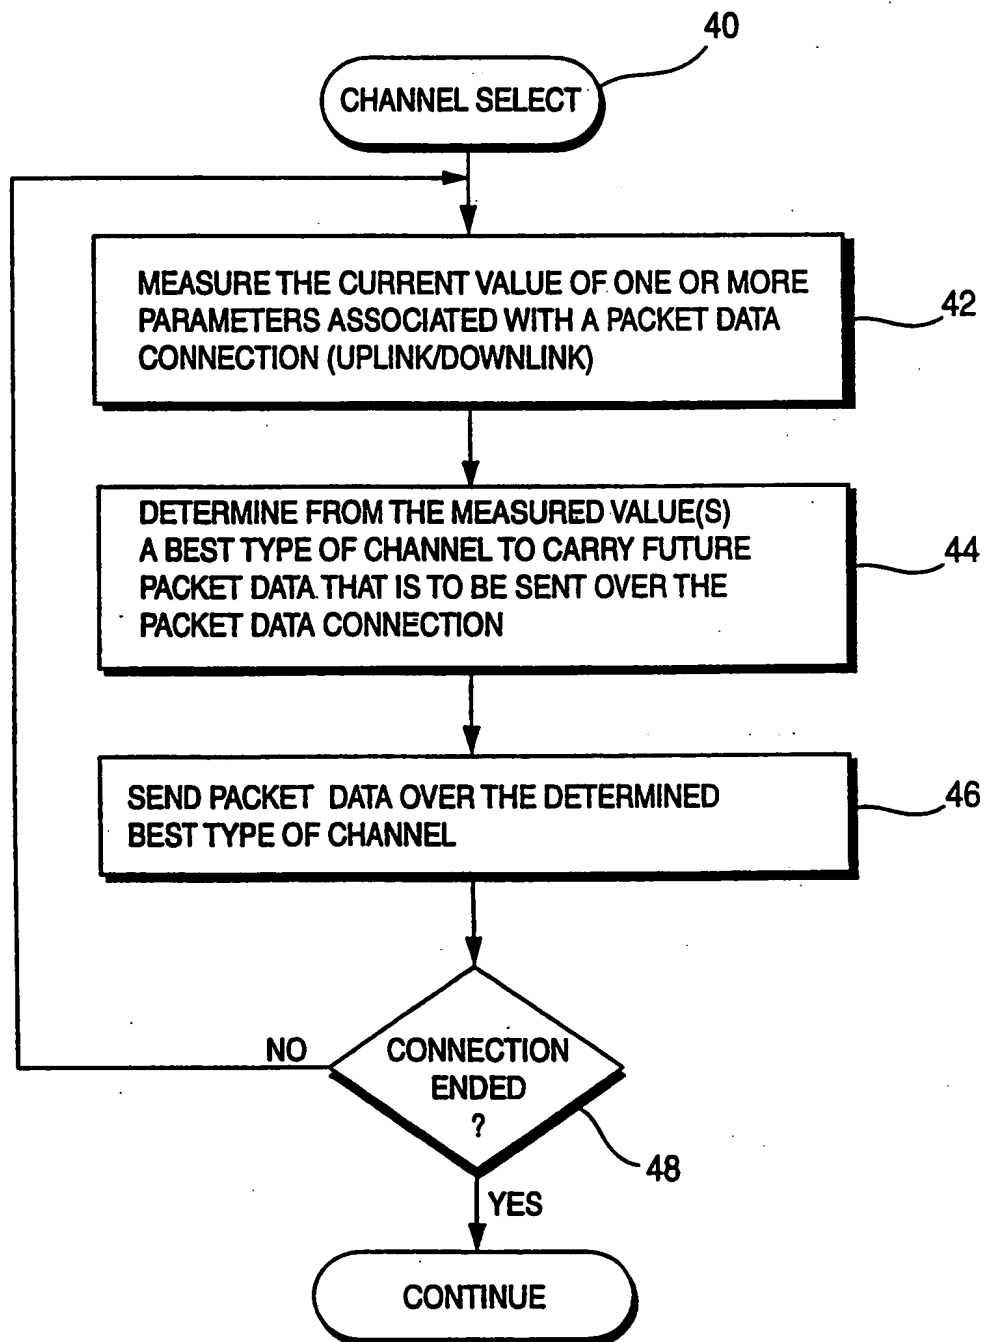 40
CHANNEL SELECT
MEASURE THE CURRENT VALUE OF ONE OR MORE
PARAMETERS ASSOCIATED WITH A PACKET DATA
CONNECTION (UPLINK/DOWNLINK)
42
DETERMINE FROM THE MEASURED VALUE(S)
A BEST TYPE OF CHANNEL TO CARRY FUTURE
PACKET DATA THAT IS TO BE SENT OVER THE
PACKET DATA CONNECTION
44
SEND PACKET DATA OVER THE DETERMINED
BEST TYPE OF CHANNEL
46
NO
CONNECTION
ENDED
?
48
YES
CONTINUE